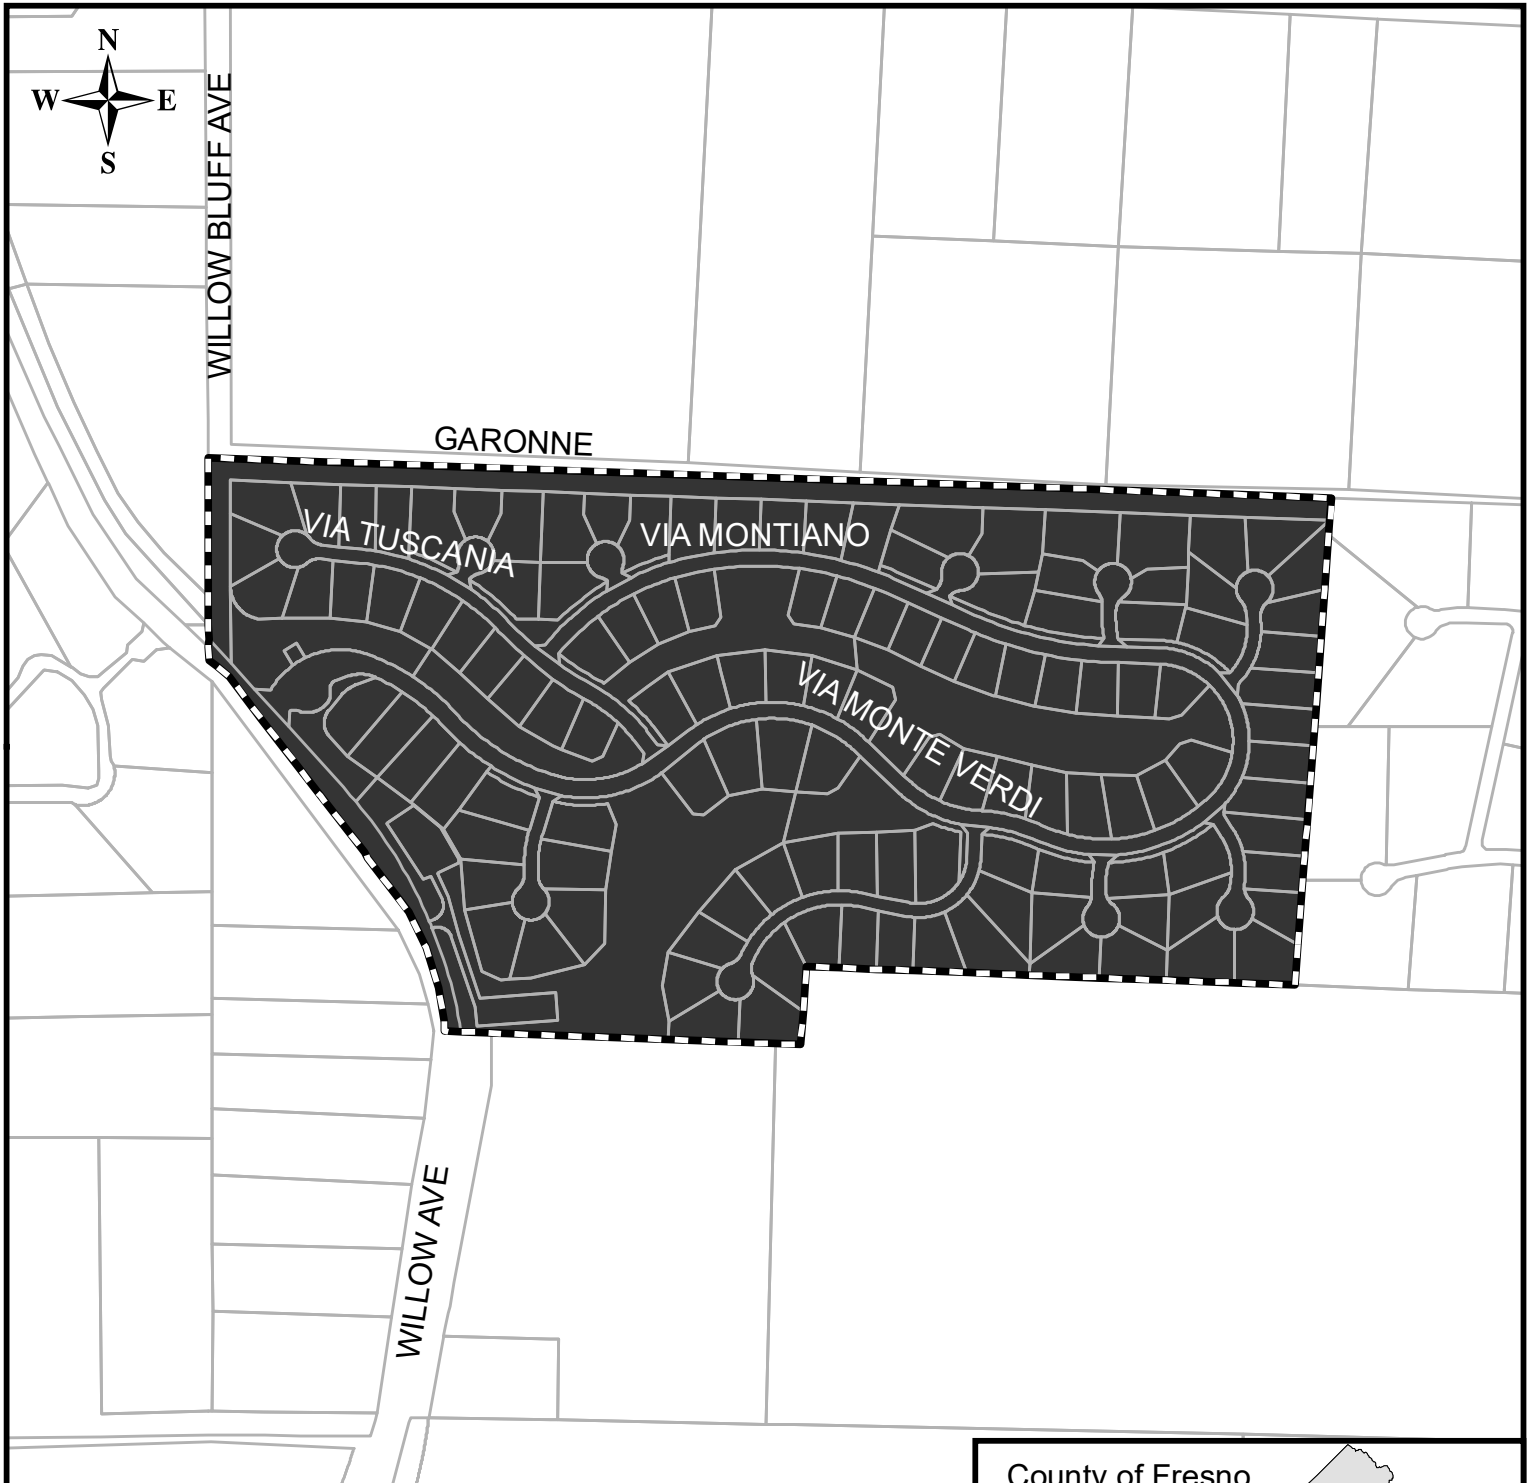 N
W E
S
WILLOW BLUFF AVE
GARONNE
VIA TUSCANIA
VIA MONTIANO
VIA MONTE VERDI
WILLOW AVE
County of Fresno